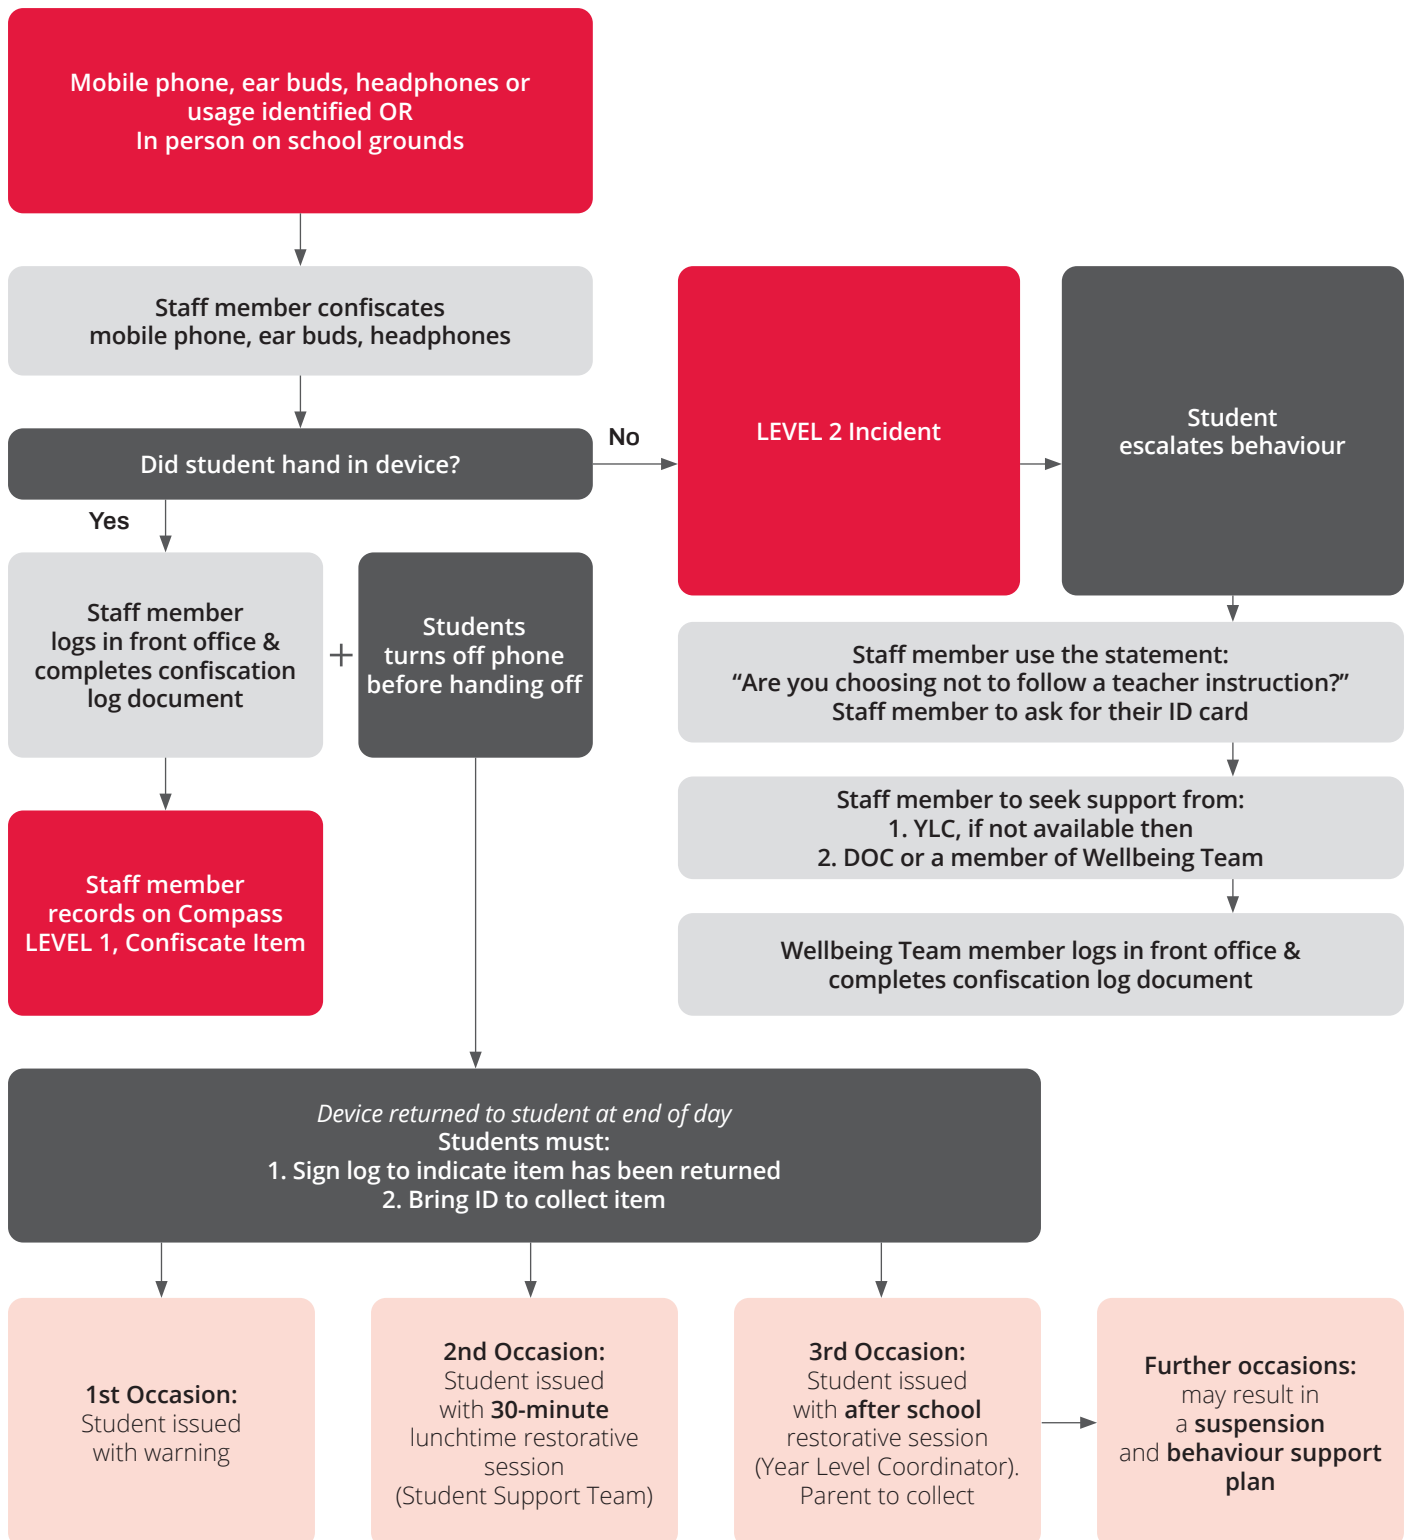 Mobile phone, ear buds, headphones or
usage identified OR
In person on school grounds
Staff member confiscates
mobile phone, ear buds, headphones
Did student hand in device?
No
LEVEL 2 Incident
Student
escalates behaviour
Yes
Staff member
logs in front office &
completes confiscation
log document
+
Students
turns off phone
before handing off
Staff member use the statement:
“Are you choosing not to follow a teacher instruction?”
Staff member to ask for their ID card
Staff member to seek support from:
1. YLC, if not available then
2. DOC or a member of Wellbeing Team
Staff member
records on Compass
LEVEL 1, Confiscate Item
Wellbeing Team member logs in front office &
completes confiscation log document
Device returned to student at end of day
Students must:
1. Sign log to indicate item has been returned
2. Bring ID to collect item
1st Occasion:
Student issued
with warning
2nd Occasion:
Student issued
with 30-minute
lunchtime restorative
session
(Student Support Team)
3rd Occasion:
Student issued
with after school
restorative session
(Year Level Coordinator).
Parent to collect
Further occasions:
may result in
a suspension
and behaviour support
plan